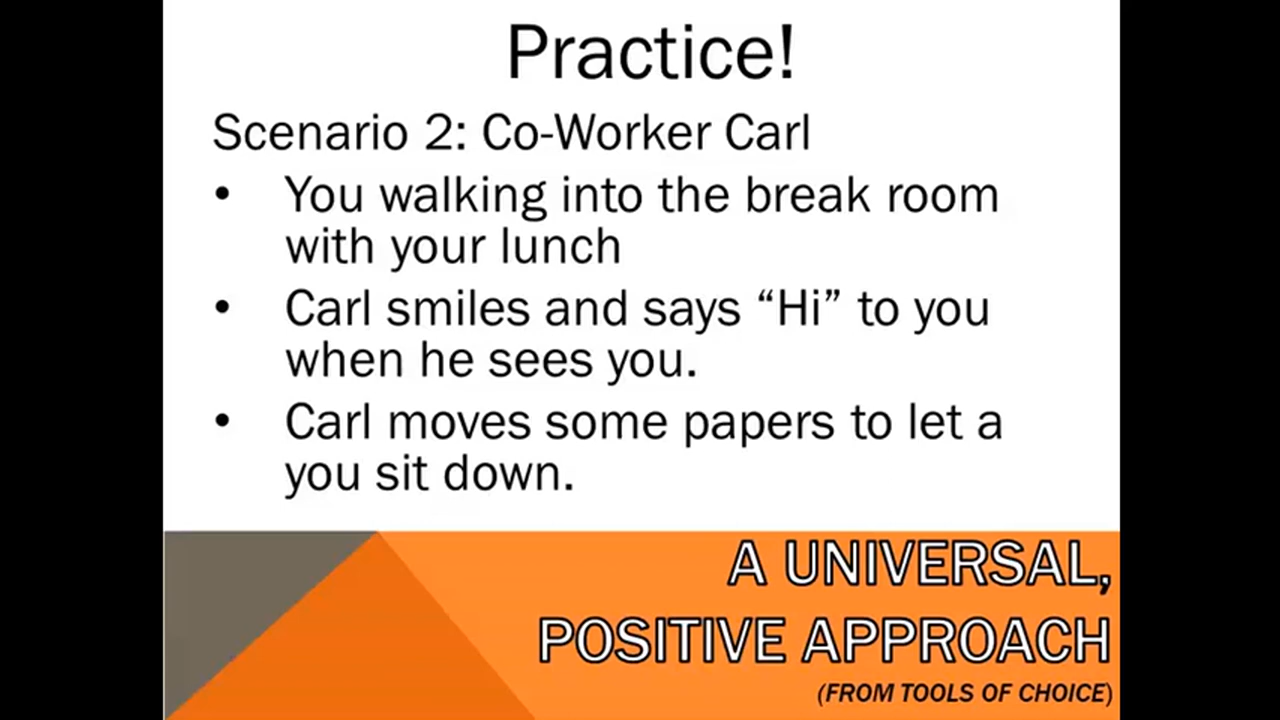 Practice!
Scenario 2: Co-Worker Carl
• You walking into the break room
with your lunch
• Carl smiles and says “Hi” to you
when he sees you.
• Carl moves some papers to let a
you sit down.
A UNIVERSAL,
POSITIVE APPROACH
(FROM TOOLS OF CHOICE)